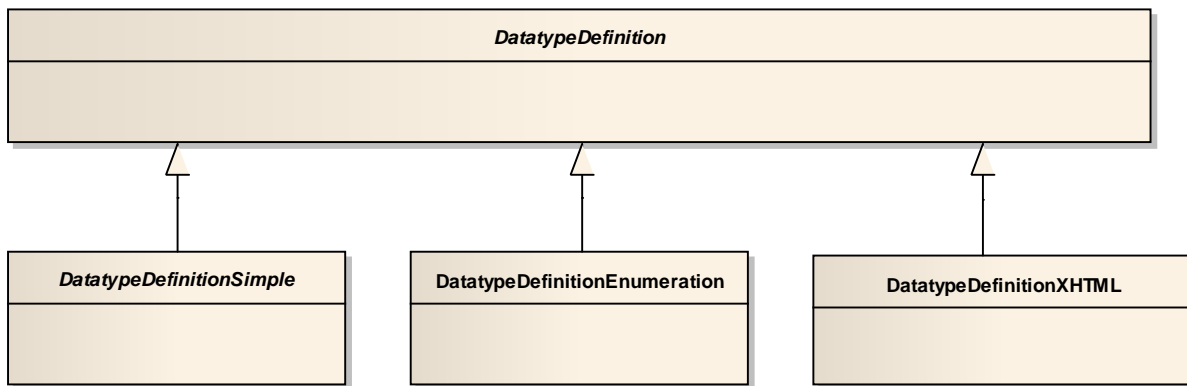 DatatypeDefinition
DatatypeDefinitionSimple
DatatypeDefinitionEnumeration
DatatypeDefinitionXHTML